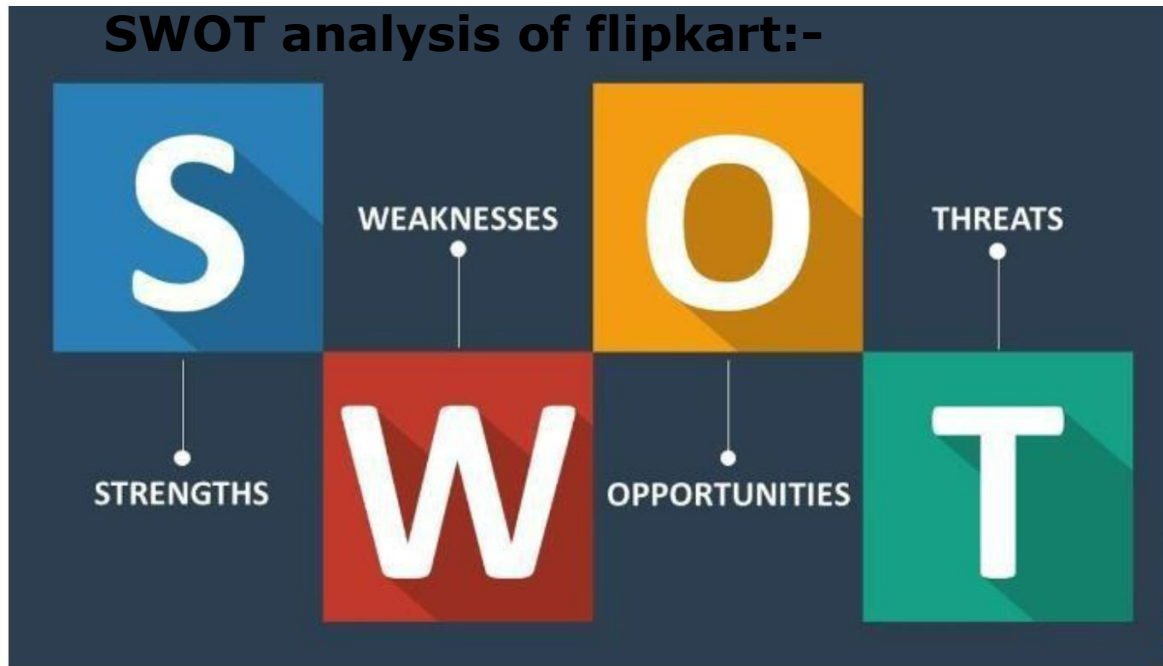 SWOT analysis of flipkart:-
S
O
WEAKNESSES
THREATS
STRENGTHS
W
OPPORTUNITIES
T